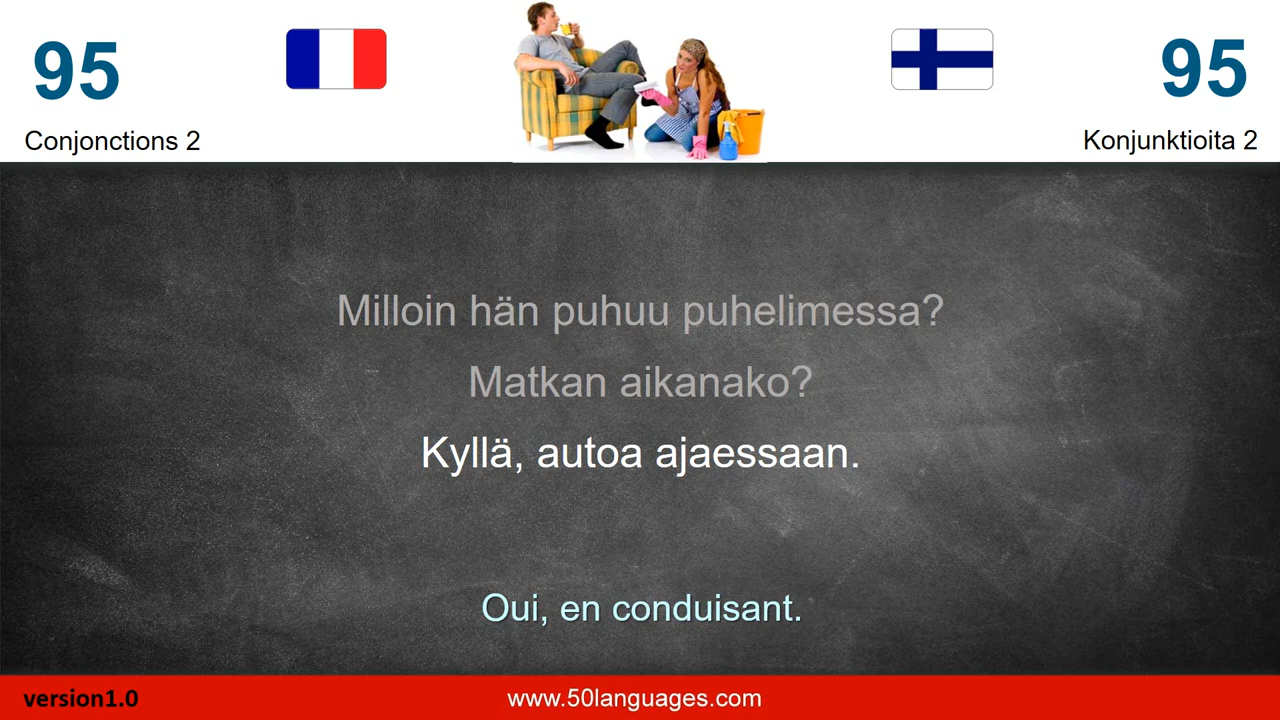 95
95
Conjonctions 2
Konjunktioita 2
Milloin hän puhuu puhelimessa?
Matkan aikanako?
Kyllä, autoa ajaessaan.
Oui, en conduisant.
version1.0
www.50languages.com